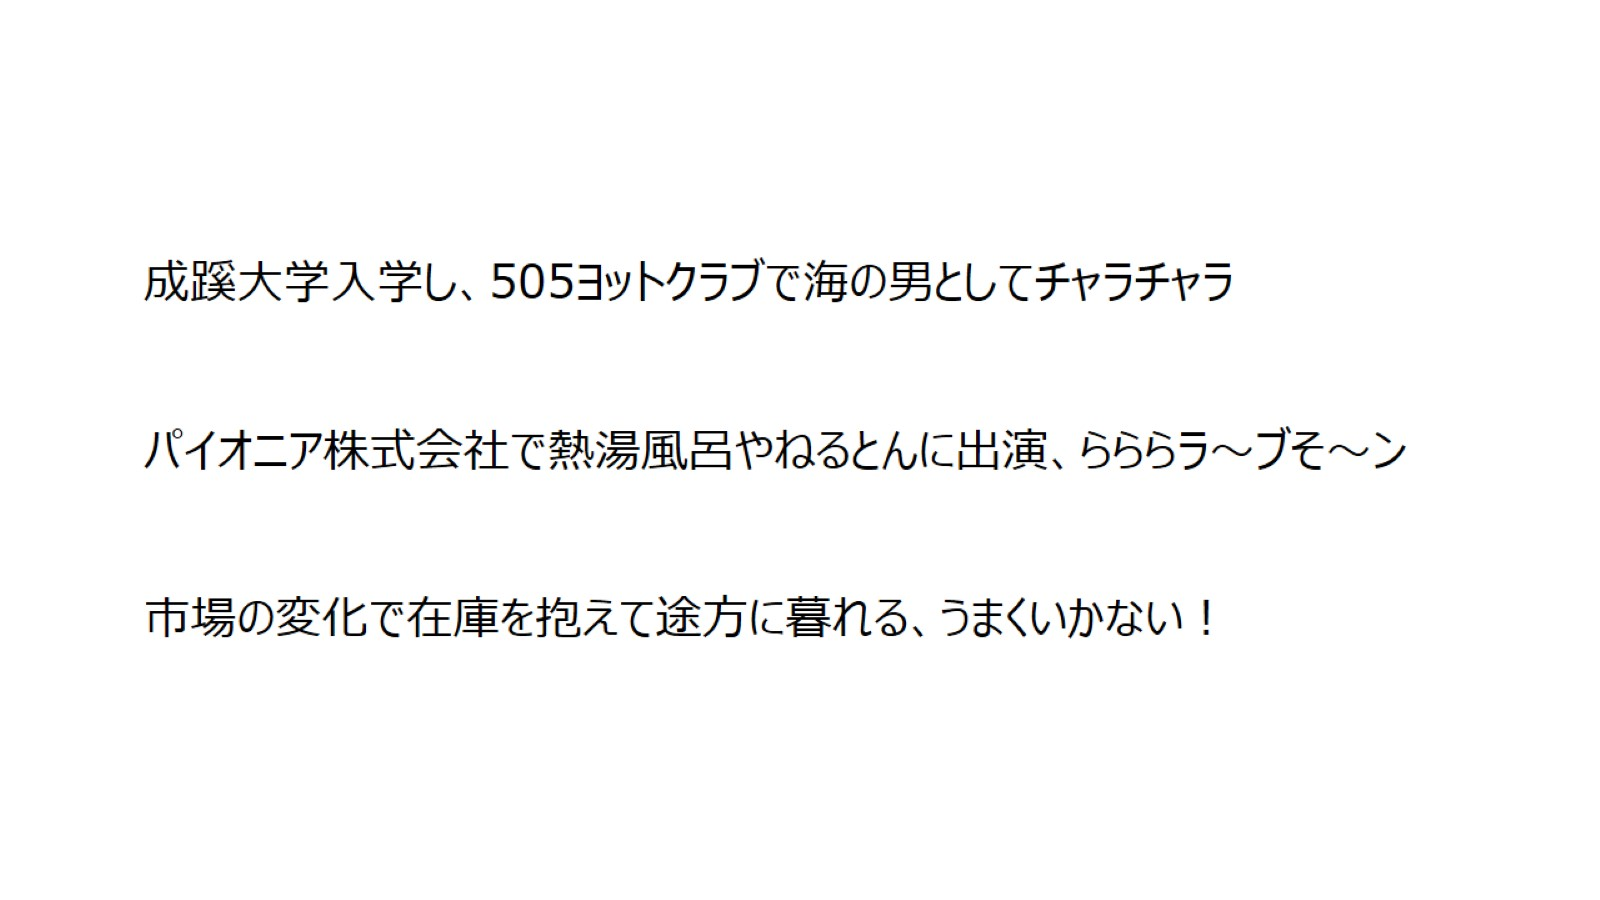 成蹊大学入学し、505ヨットクラブで海の男としてチャラチャラ
パイオニア株式会社で熱湯風呂やねるとんに出演、らららラ～ブそ～ン
市場の変化で在庫を抱えて途方に暮れる、うまくいかない！